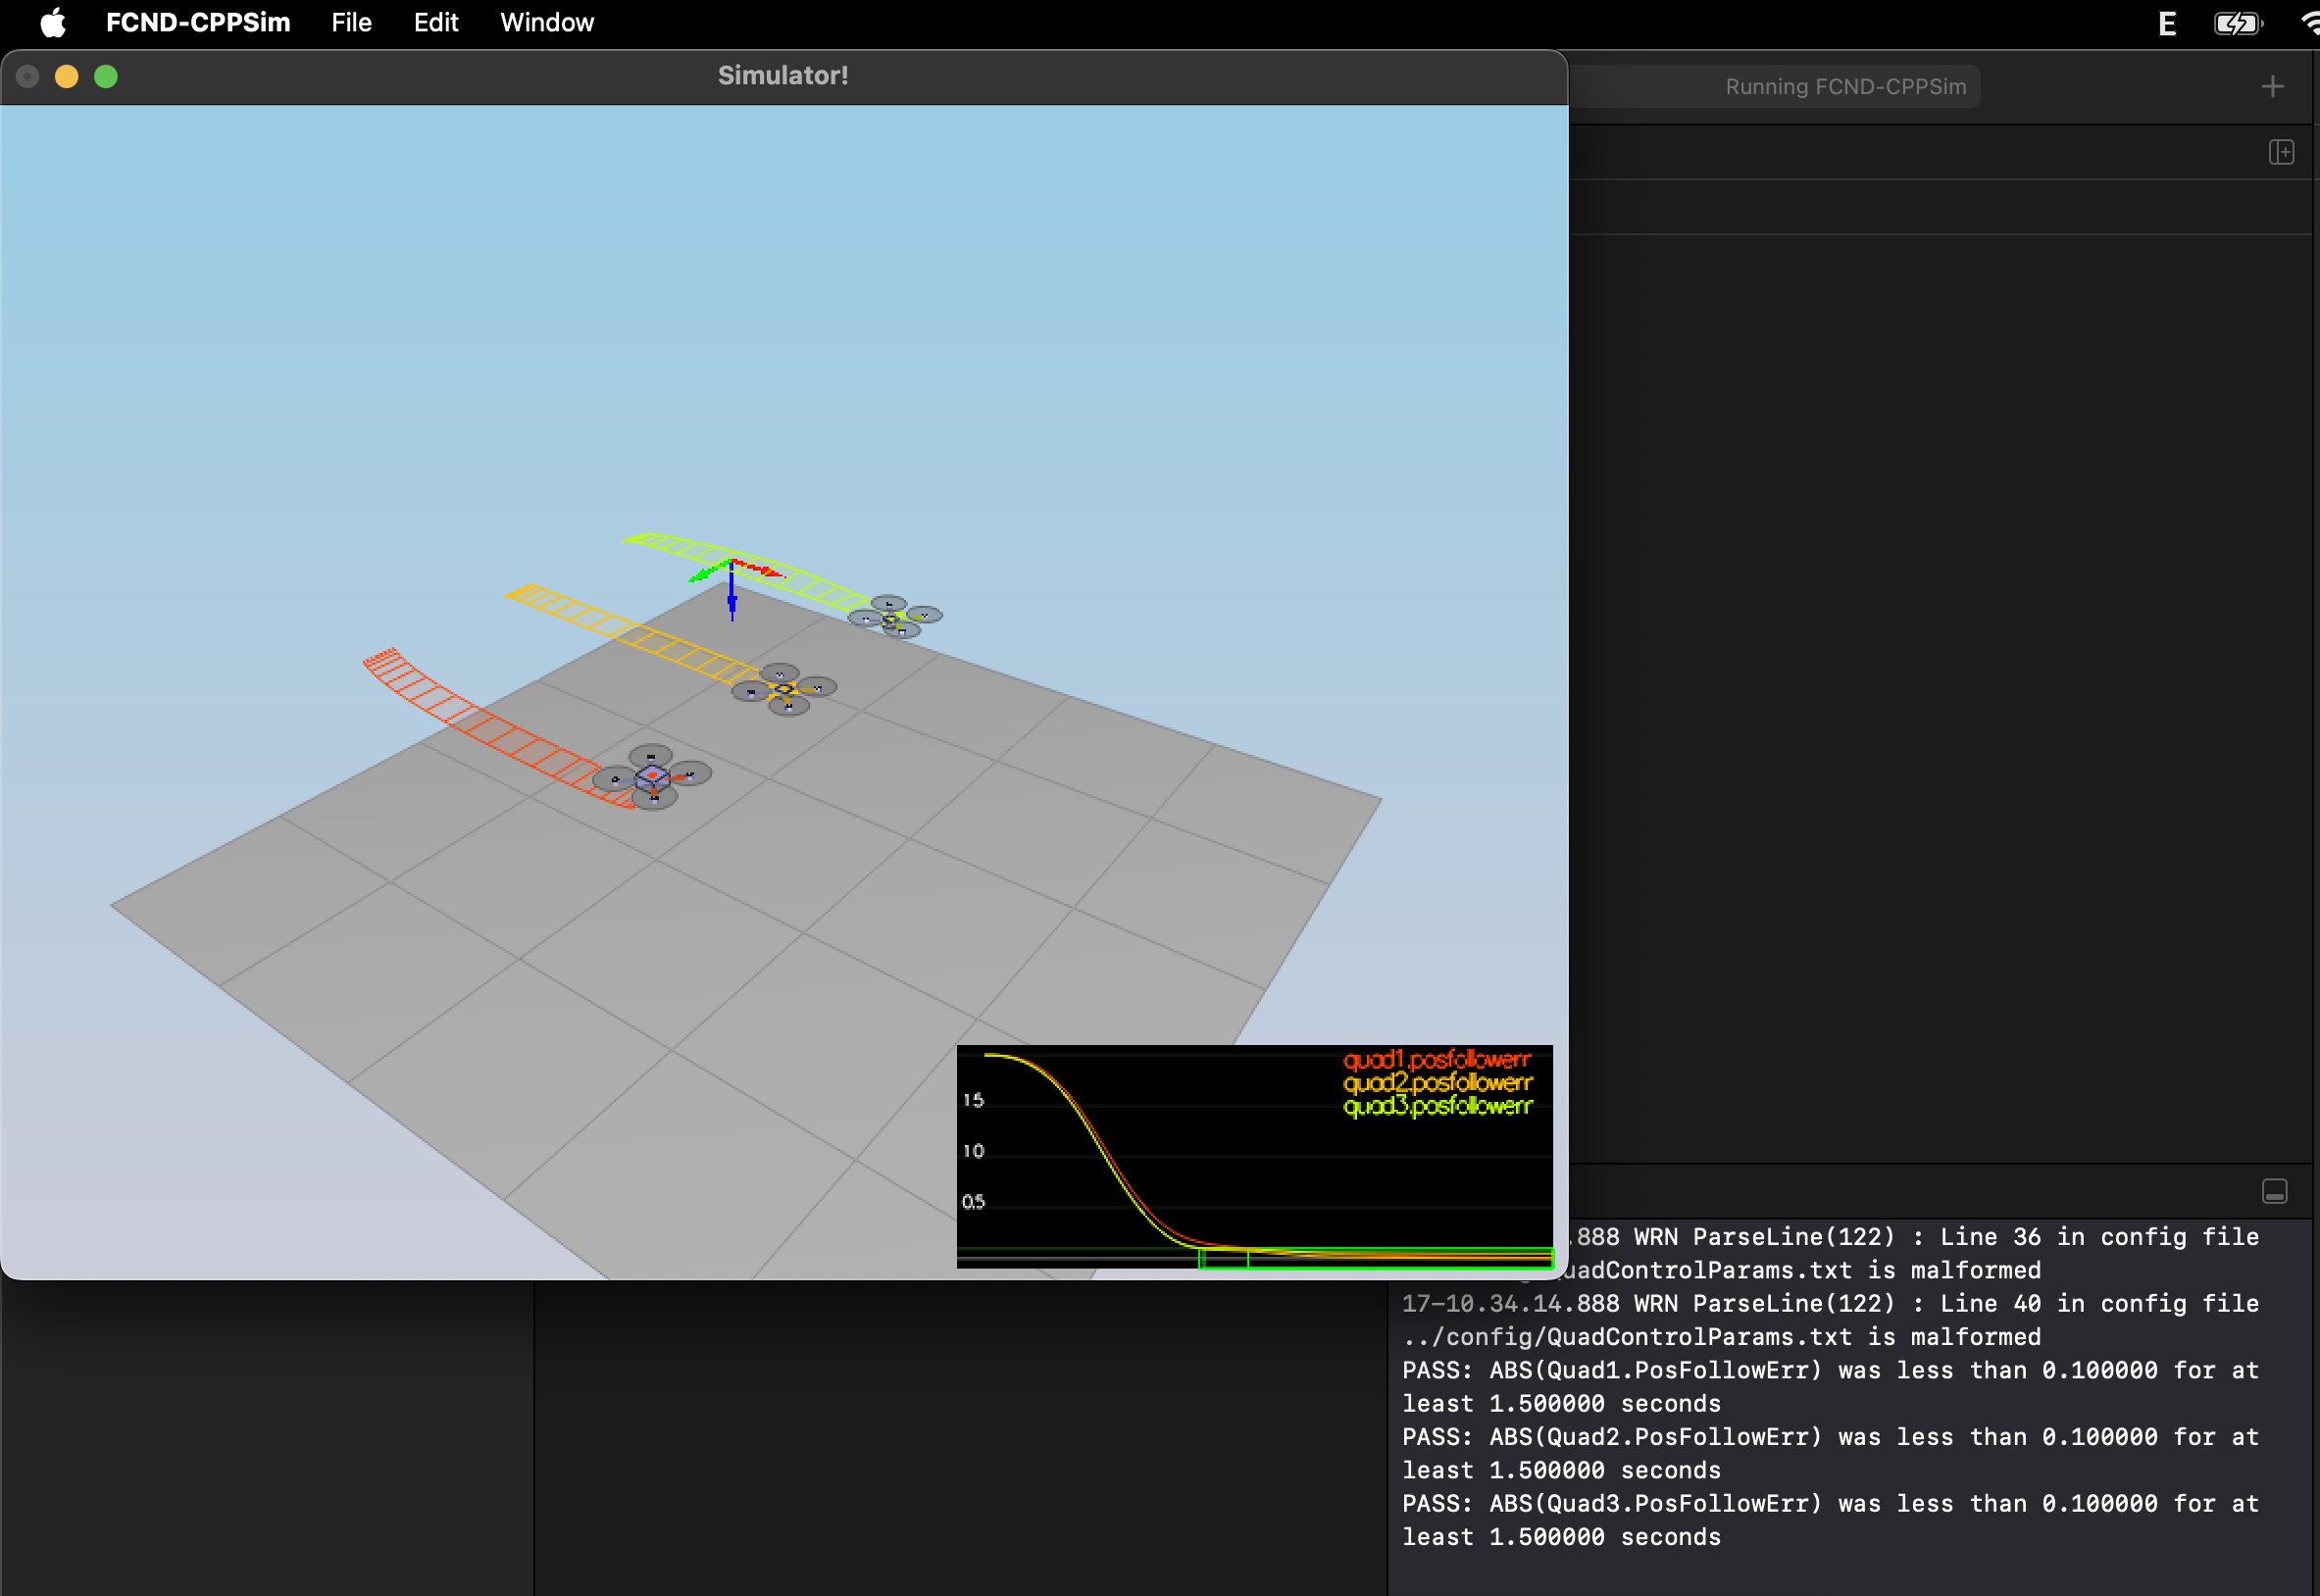 FCND-CPPSim File Edit Window E
Simulator!
Running FCND-CPPSim
quad1.posfollowerr
quad2.posfollowerr
quad3.posfollowerr
1.5
1.0
0.5
.888 WRN ParseLine(122) : Line 36 in config file
uadControlParams.txt is malformed
17-10.34.14.888 WRN ParseLine(122) : Line 40 in config file
../config/QuadControlParams.txt is malformed
PASS: ABS(Quad1.PosFollowErr) was less than 0.100000 for at
least 1.500000 seconds
PASS: ABS(Quad2.PosFollowErr) was less than 0.100000 for at
least 1.500000 seconds
PASS: ABS(Quad3.PosFollowErr) was less than 0.100000 for at
least 1.500000 seconds